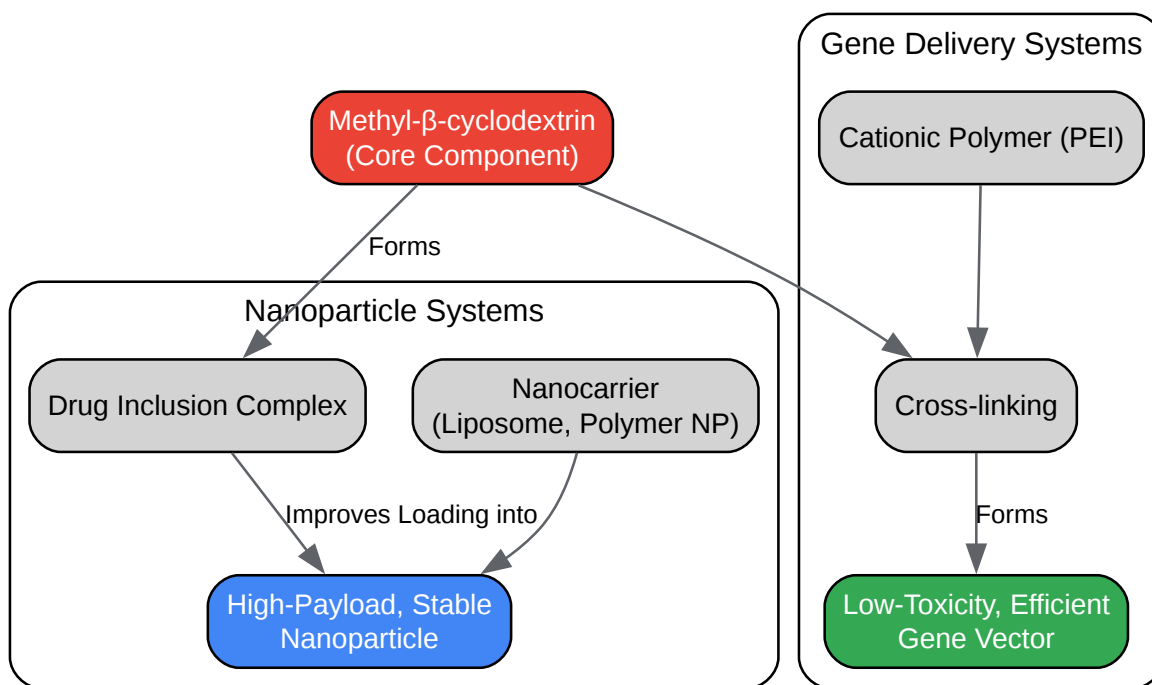 Gene Delivery Systems
Methyl-β-cyclodextrin
(Core Component)
Cationic Polymer (PEI)
Forms
Nanoparticle Systems
Drug Inclusion Complex
Nanocarrier
(Liposome, Polymer NP)
Cross-linking
Improves Loading into
Forms
High-Payload, Stable
Nanoparticle
Low-Toxicity, Efficient
Gene Vector